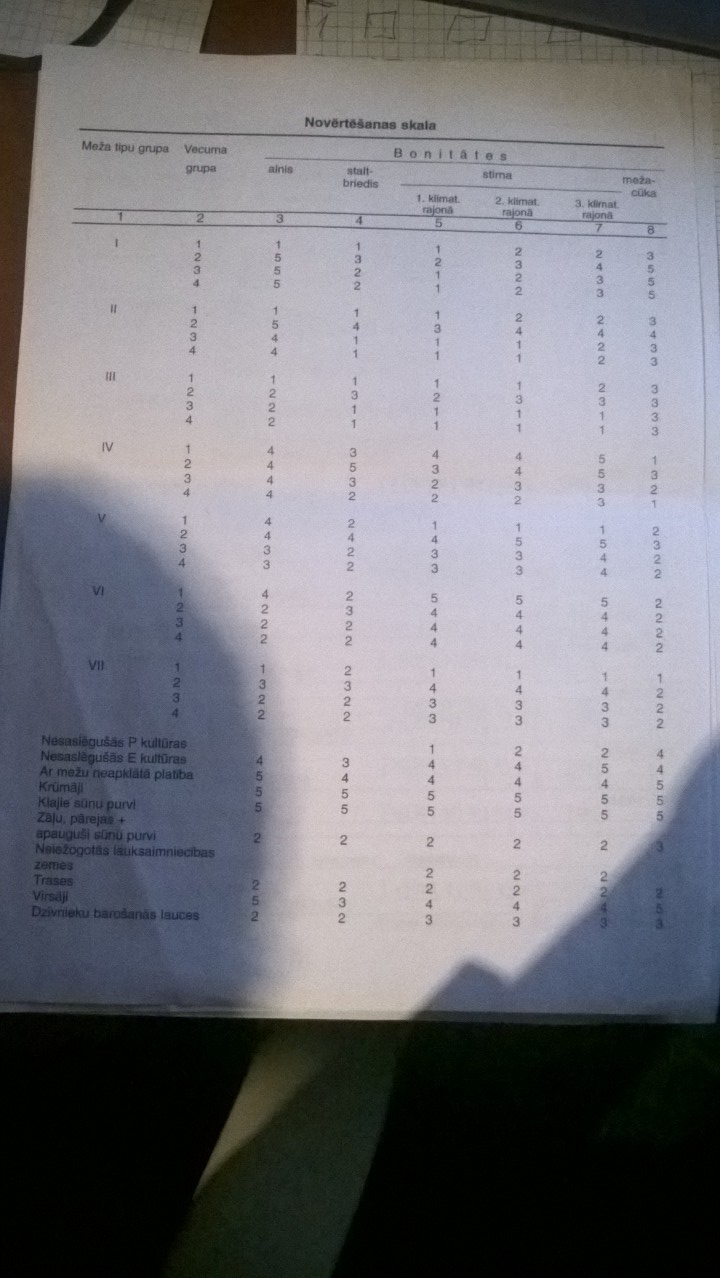 Novērtēšanas skala
Meža tipu grupa Vecuma grupa Bonitātes
alnis stalt-briedis stirna meža-cūka
1. klimat. rajonā 2. klimat. rajonā 3. klimat. rajonā
1 2 3 4 5 6 7 8
I 1 1 1 1 2 2 3
2 5 3 2 3 4 5
3 5 2 1 2 3 5
4 5 2 1 2 3 5
II 1 1 1 1 2 2 3
2 5 4 3 4 4 4
3 4 1 1 1 2 3
4 4 1 1 1 2 3
III 1 1 1 1 1 2 3
2 2 3 2 3 3 3
3 2 1 1 1 1 3
4 2 1 1 1 1 3
IV 1 4 3 4 4 5 1
2 4 5 3 4 5 3
3 4 3 2 3 3 2
4 4 2 2 2 3 1
V 1 4 2 1 1 1 2
2 4 4 4 5 5 3
3 3 2 3 3 4 2
4 3 2 3 3 4 2
VI 1 4 2 5 5 5 2
2 2 3 4 4 4 2
3 2 2 4 4 4 2
4 2 2 4 4 4 2
VII 1 1 2 1 1 1 1
2 3 3 4 4 4 2
3 2 2 3 3 3 2
4 2 2 3 3 3 2
Nesaslēgušās P kultūras 1 2 2 4
Nesaslēgušās E kultūras 4 3 4 4 5 4
Ar mežu neapklātā platība 5 4 4 4 4 5
Krūmāji 5 5 5 5 5 5
Klajie sūnu purvi 5 5 5 5 5 5
Zāļu, pārejas +
apauguši sūnu purvi 2 2 2 2 2 3
Neiežogotās lauksaimniecības
zemes 2 2 2
Trases 2 2 2 2 2 2
Virsāji 5 3 4 4 4 5
Dzīvnieku barošanās lauces 2 2 3 3 3 3